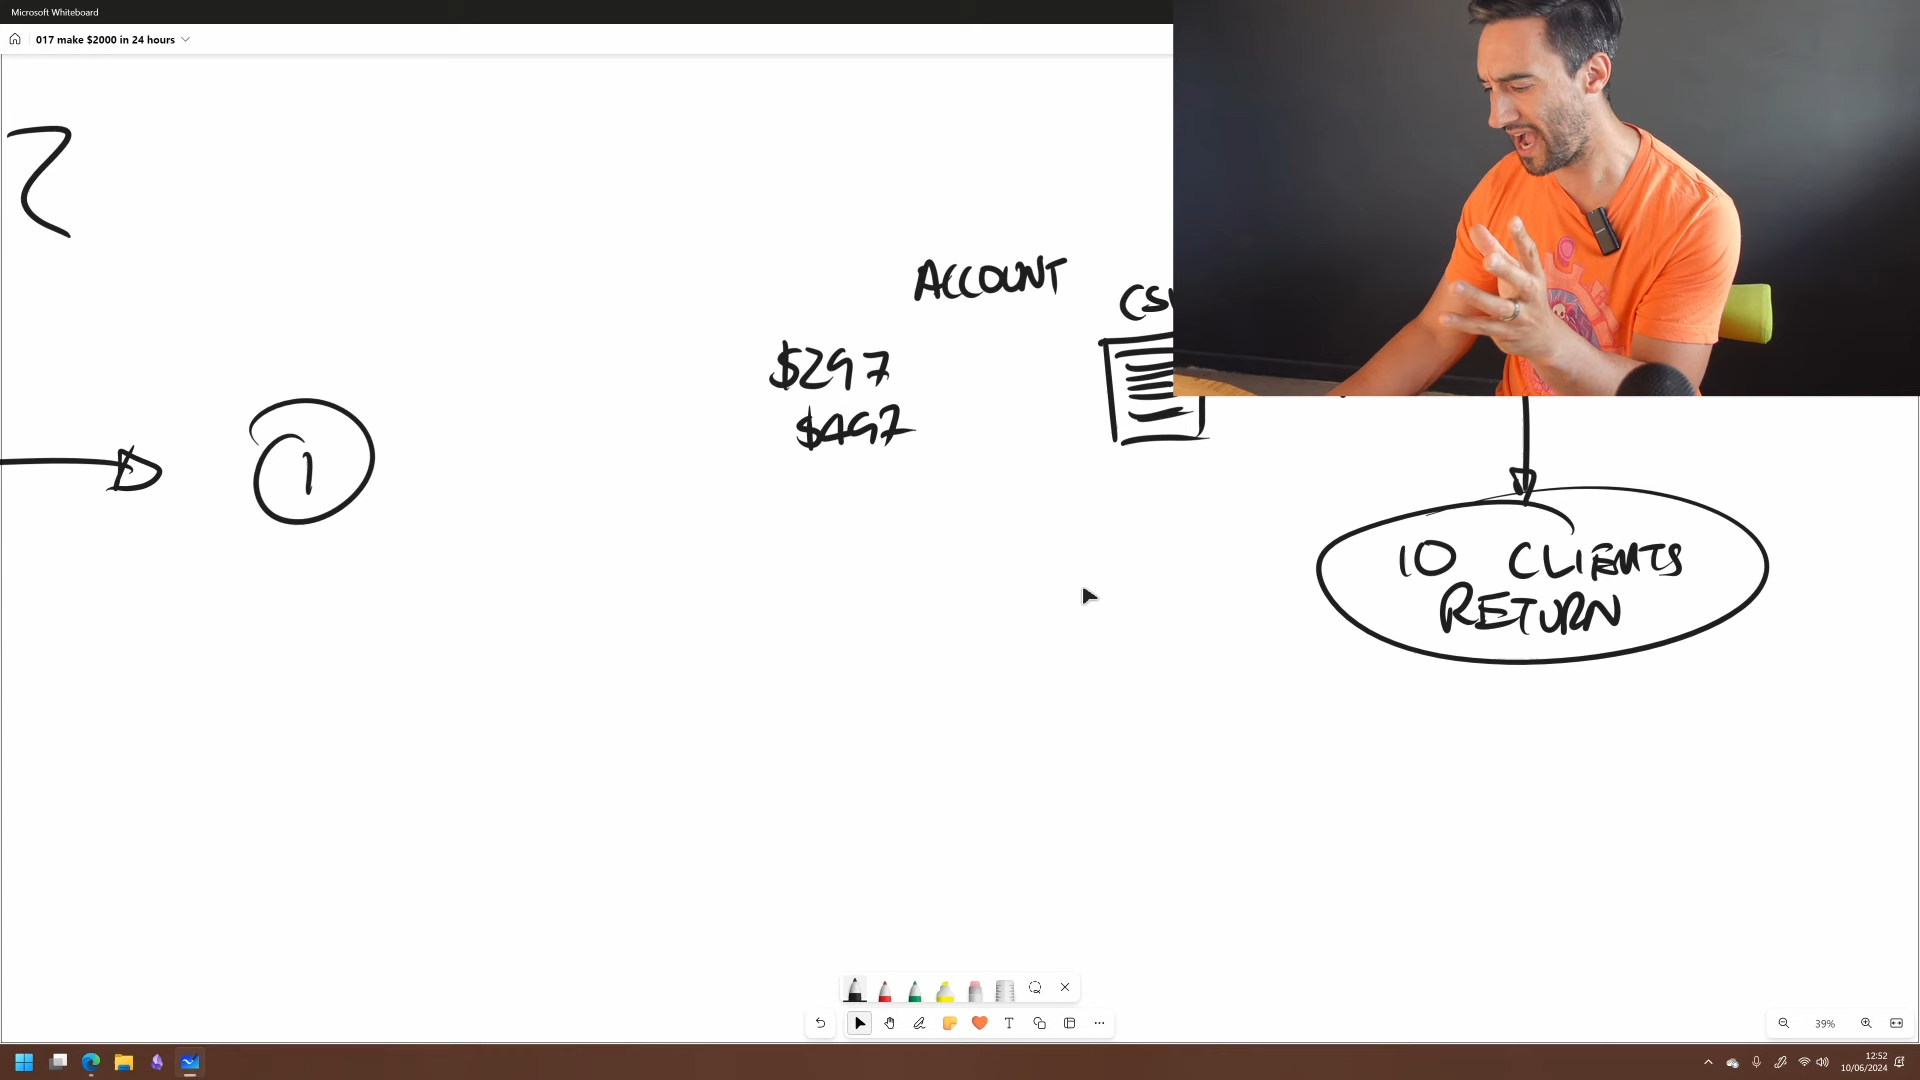 Microsoft Whiteboard
017 make $2000 in 24 hours
ACCOUNT
$297
$497
1
10 CLIENTS
RETURN
39%
12:52
10/06/2024